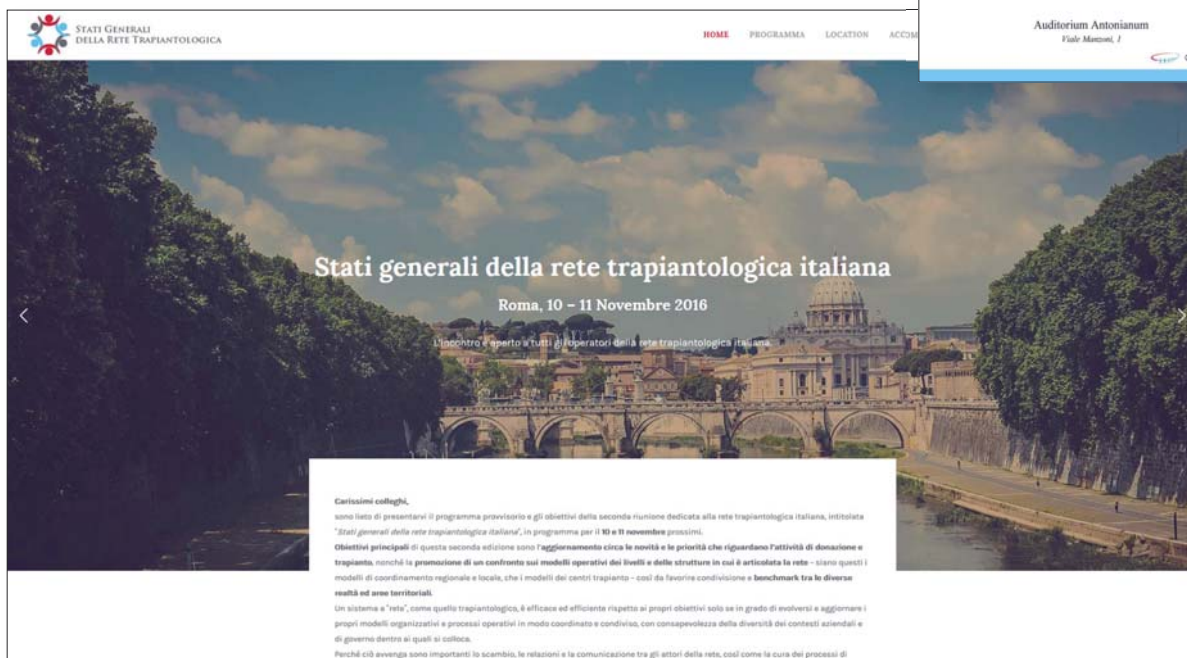 STATI GENERALI
DELLA RETE TRAPIANTOLOGICA
HOME PROGRAMMA LOCATION
Auditorium Antonianum
Viale Manzoni, 1
Stati generali della rete trapiantologica italiana
Roma, 10 – 11 Novembre 2016
L'incontro è aperto a tutti gli operatori della rete trapiantologica italiana.
Carissimi colleghi,
sono lieto di presentarvi il programma provvisorio e gli obiettivi della seconda riunione dedicata alla rete trapiantologica italiana, intitolata
"Stati generali della rete trapiantologica italiana", in programma per il 10 e 11 novembre prossimi.
Obiettivi principali di questa seconda edizione sono l'aggiornamento circa le novità e le priorità che riguardano l'attività di donazione e
trapianto, nonché la promozione di un confronto sui modelli operativi dei livelli e delle strutture in cui è articolata la rete – siano questi i
modelli di coordinamento regionale e locale, che i modelli dei centri trapianto – così da favorire condivisione e benchmark tra le diverse
realtà ed aree territoriali.
Un sistema a "rete", come quello trapiantologico, è efficace ed efficiente rispetto ai propri obiettivi solo se in grado di evolversi e aggiornare i
propri modelli organizzativi e processi operativi in modo coordinato e condiviso, con consapevolezza della diversità dei contesti aziendali e
di governo dentro ai quali si colloca.
Perché ciò avvenga sono importanti lo scambio, le relazioni e la comunicazione tra gli attori della rete, così come la cura dei processi di